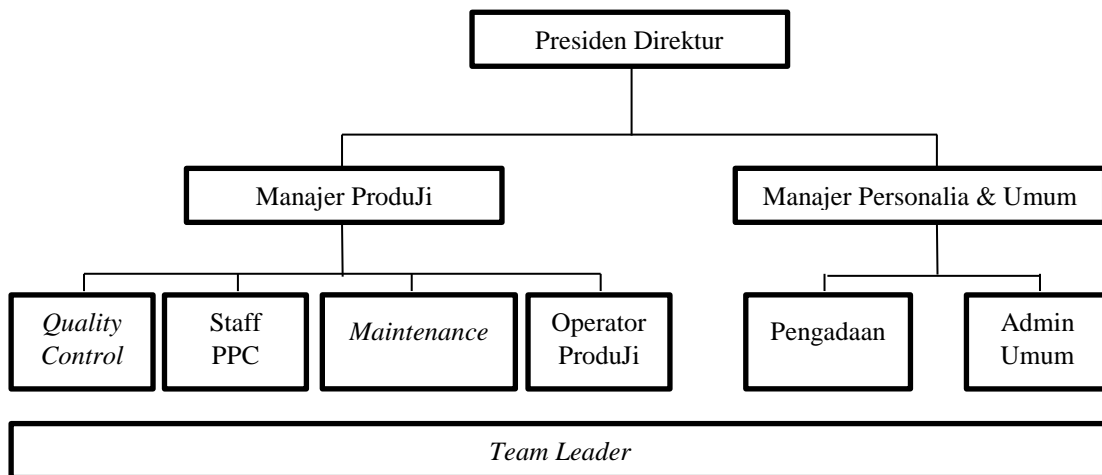 Presiden Direktur
Manajer ProduJi
Manajer Personalia & Umum
Quality
Control
Staff
PPC
Maintenance
Operator
ProduJi
Pengadaan
Admin
Umum
Team Leader